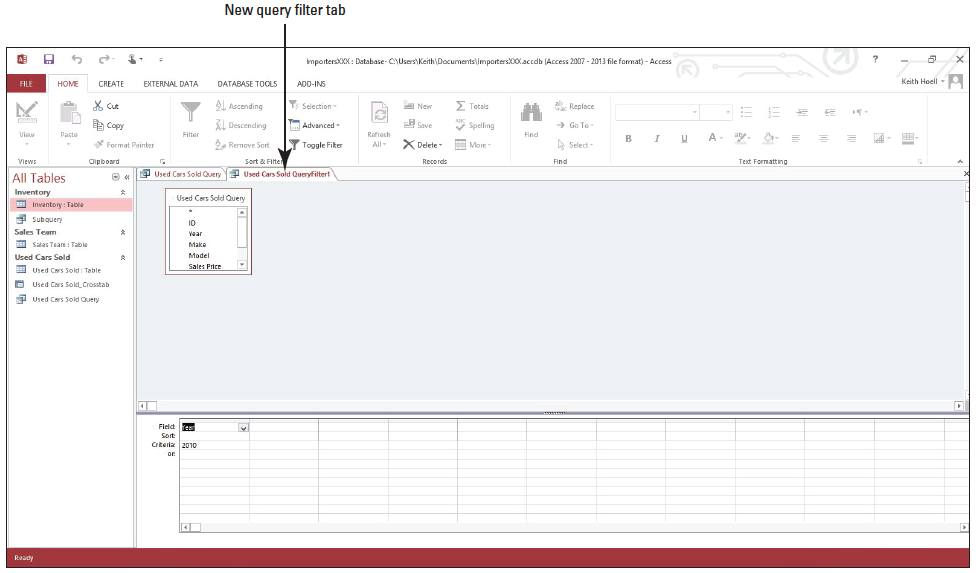 New query filter tab
ImportersXXX : Database- C:\Users\Keith\Documents\ImportersXXX.accdb (Access 2007 - 2013 file format) - Access
?
FILE HOME CREATE EXTERNAL DATA DATABASE TOOLS ADD-INS Keith Hoell
View
Views
Paste
Cut
Copy
Format Painter
Clipboard
Filter
Ascending
Descending
Remove Sort
Selection
Advanced
Toggle Filter
Sort & Filter
Refresh
All
New
Save
Delete
Totals
Spelling
More
Records
Find
Replace
Go To
Select
Find
B I U A
Text Formatting
All Tables
Inventory
Inventory : Table
Subquery
Sales Team
Sales Team : Table
Used Cars Sold
Used Cars Sold : Table
Used Cars Sold_Crosstab
Used Cars Sold Query
Used Cars Sold Query
Used Cars Sold QueryFilter1
Used Cars Sold Query
*
ID
Year
Make
Model
Sales Price
Field: Year
Sort:
Criteria: 2010
or:
Ready